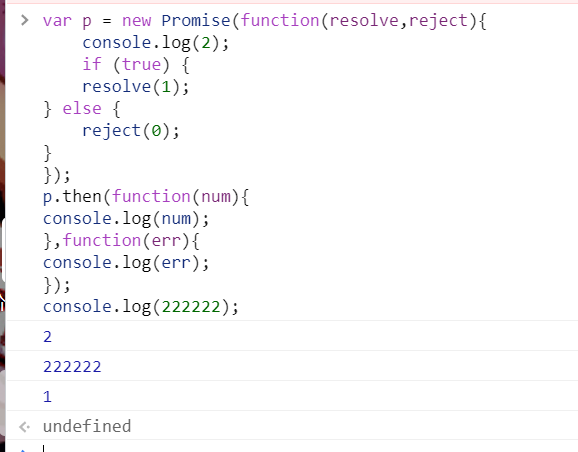 var p = new Promise(function(resolve,reject){
console.log(2);
if (true) {
resolve(1);
} else {
reject(0);
}
});
p.then(function(num){
console.log(num);
},function(err){
console.log(err);
});
console.log(222222);
2
222222
1
undefined